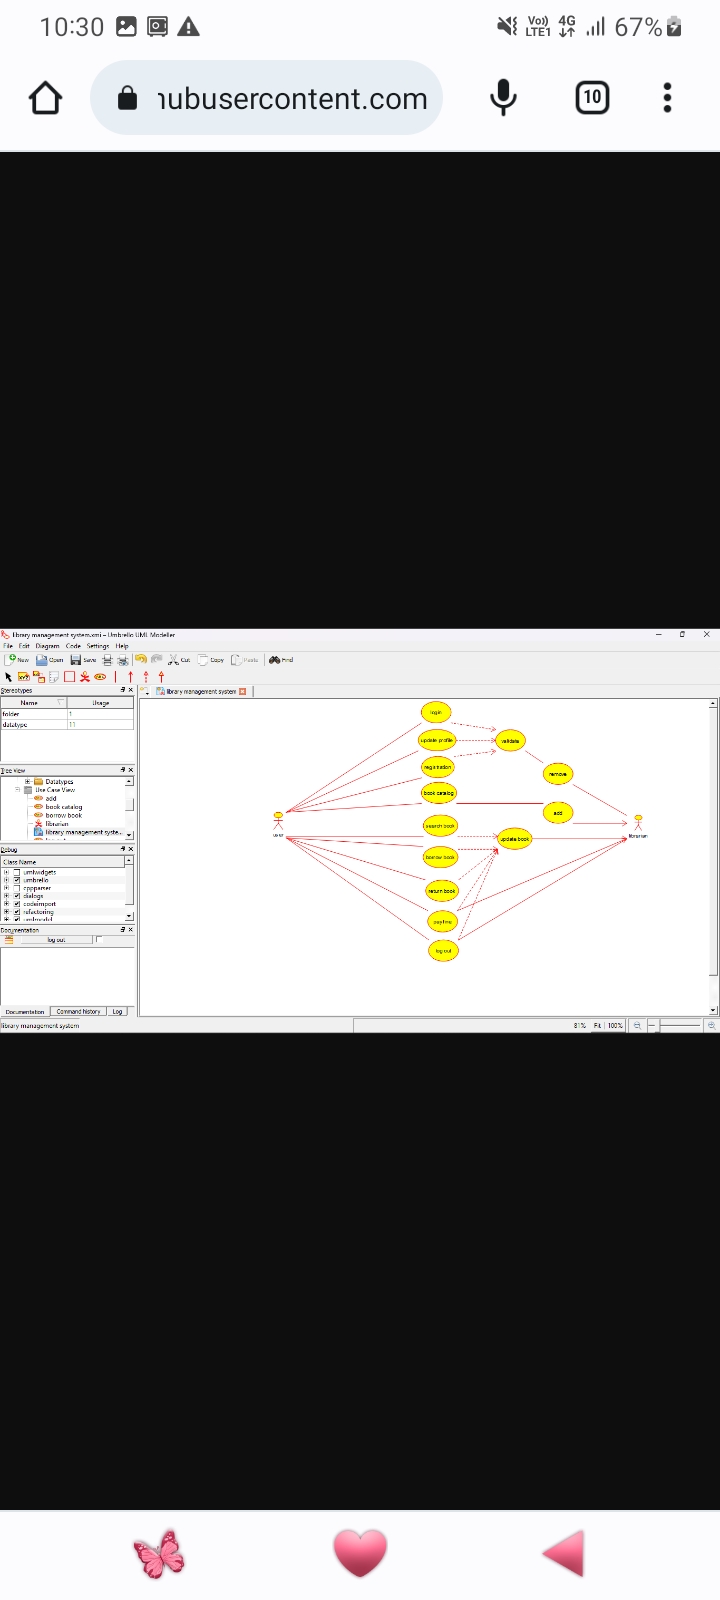 10:30
Vo)) LTE1 4G 67%
nubusercontent.com
10
library management system.xmi – Umbrello UML Modeller
File Edit Diagram Code Settings Help
New Open Save Cut Copy Paste Find
Stereotypes
Name Usage
folder 1
datatype 11
Tree View
Datatypes
Use Case View
add
book catalog
borrow book
librarian
library management syste...
Debug
Class Name
umlwidgets
umbrello
cppparser
dialogs
codeimport
refactoring
umlmodel
Documentation
log out
Documentation Command history Log
library management system
library management system
login
update profile
validate
registration
remove
book catalog
add
user
librarian
search book
update book
borrow book
return book
pay fine
log out
81% Fit 100%